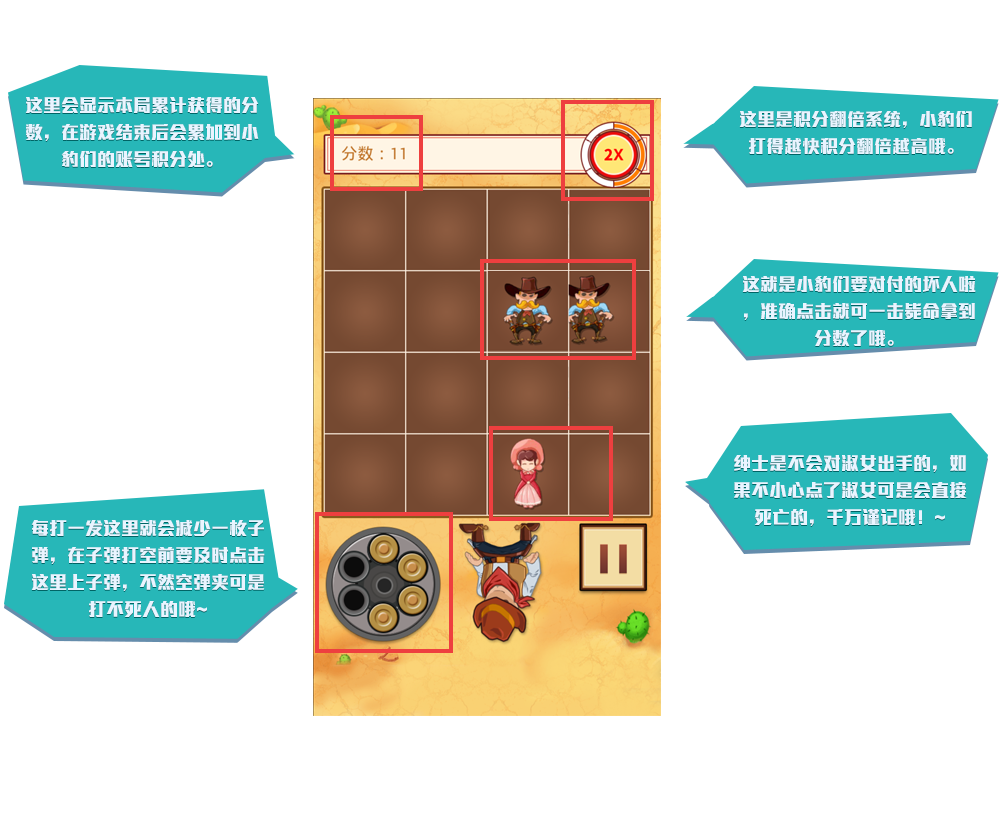 这里会显示本局累计获得的分
数，在游戏结束后会累加到小
豹们的账号积分处。
这里是积分翻倍系统，小豹们
打得越快积分翻倍越高哦。
分数：11
2X
这就是小豹们要对付的坏人啦
，准确点击就可一击毙命拿到
分数了哦。
绅士是不会对淑女出手的，如
果不小心点了淑女可是会直接
死亡的，千万谨记哦！~
每打一发这里就会减少一枚子
弹，在子弹打空前要及时点击
这里上子弹，不然空弹夹可是
打不死人的哦~